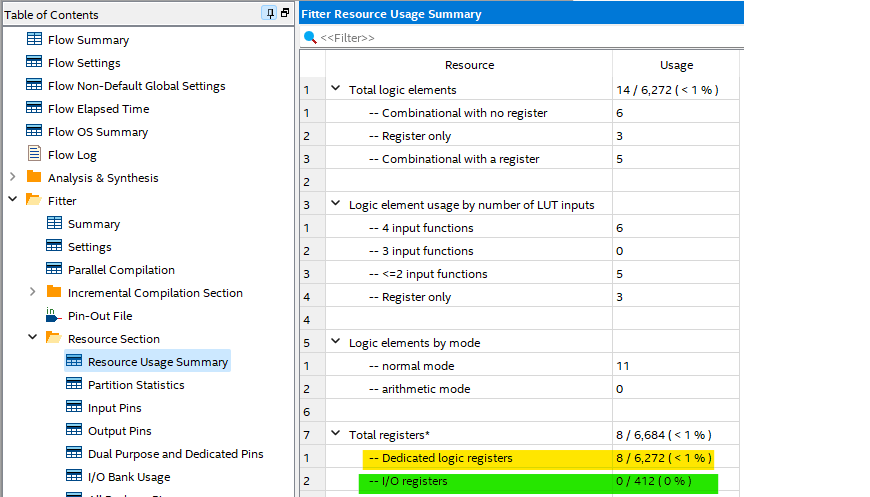 Table of Contents
Flow Summary
Flow Settings
Flow Non-Default Global Settings
Flow Elapsed Time
Flow OS Summary
Flow Log
Analysis & Synthesis
Fitter
Summary
Settings
Parallel Compilation
Incremental Compilation Section
in Pin-Out File
Resource Section
Resource Usage Summary
Partition Statistics
Input Pins
Output Pins
Dual Purpose and Dedicated Pins
I/O Bank Usage
Fitter Resource Usage Summary
<<Filter>>
Resource Usage
1 Total logic elements 14 / 6,272 ( < 1 % )
1 -- Combinational with no register 6
2 -- Register only 3
3 -- Combinational with a register 5
2
3 Logic element usage by number of LUT inputs
1 -- 4 input functions 6
2 -- 3 input functions 0
3 -- <=2 input functions 5
4 -- Register only 3
4
5 Logic elements by mode
1 -- normal mode 11
2 -- arithmetic mode 0
6
7 Total registers* 8 / 6,684 ( < 1 % )
1 -- Dedicated logic registers 8 / 6,272 ( < 1 % )
2 -- I/O registers 0 / 412 ( 0 % )